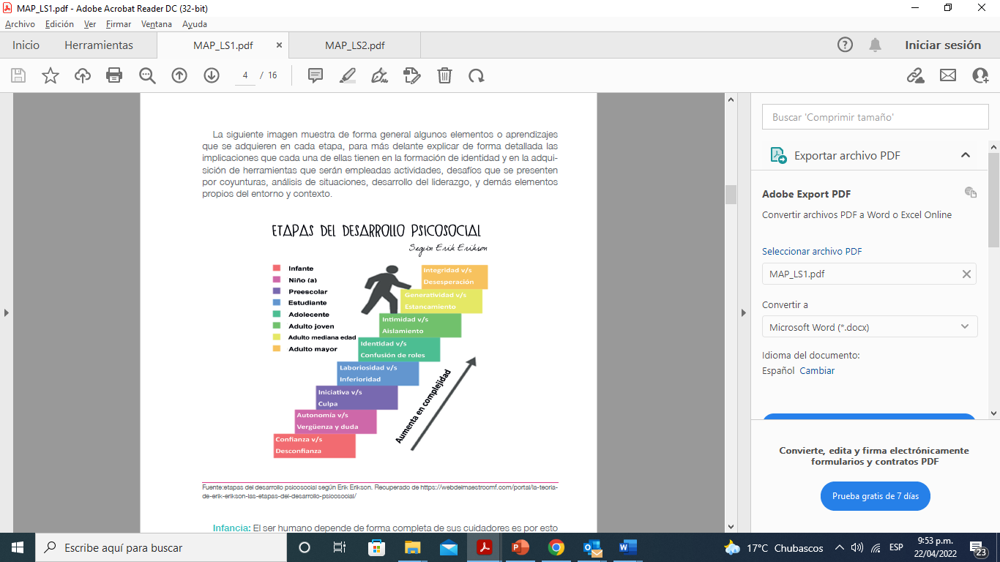 MAP_LS1.pdf - Adobe Acrobat Reader DC (32-bit)
Archivo Edición Ver Firmar Ventana Ayuda
Inicio Herramientas MAP_LS1.pdf × MAP_LS2.pdf Iniciar sesión
4 / 16
La siguiente imagen muestra de forma general algunos elementos o aprendizajes
que se adquieren en cada etapa, para más delante explicar de forma detallada las
implicaciones que cada una de ellas tienen en la formación de identidad y en la adqui-
sición de herramientas que serán empleadas actividades, desafíos que se presenten
por coyunturas, análisis de situaciones, desarrollo del liderazgo, y demás elementos
propios del entorno y contexto.
ETAPAS DEL DESARROLLO PSICOSOCIAL
Según Erik Erikson
Infante
Niño (a)
Preescolar
Estudiante
Adolecente
Adulto joven
Adulto mediana edad
Adulto mayor
Integridad v/s
Desesperación
Generatividad v/s
Estancamiento
Intimidad v/s
Aislamiento
Identidad v/s
Confusión de roles
Laboriosidad v/s
Inferioridad
Iniciativa v/s
Culpa
Autonomía v/s
Vergüenza y duda
Confianza v/s
Desconfianza
Aumenta en complejidad
Fuente:etapas del desarrollo psicosocial según Erik Erikson. Recuperado de https://webdelmaestrocmf.com/portal/la-teoria-
de-erik-erikson-las-etapas-del-desarrollo-psicosocial/
Infancia: El ser humano depende de forma completa de sus cuidadores es por esto
Buscar 'Comprimir tamaño'
Exportar archivo PDF
Adobe Export PDF
Convertir archivos PDF a Word o Excel Online
Seleccionar archivo PDF
MAP_LS1.pdf
Convertir a
Microsoft Word (*.docx)
Idioma del documento:
Español Cambiar
Convierte, edita y firma electrónicamente
formularios y contratos PDF
Prueba gratis de 7 días
Escribe aquí para buscar
17°C Chubascos
ESP
9:53 p.m.
22/04/2022
23